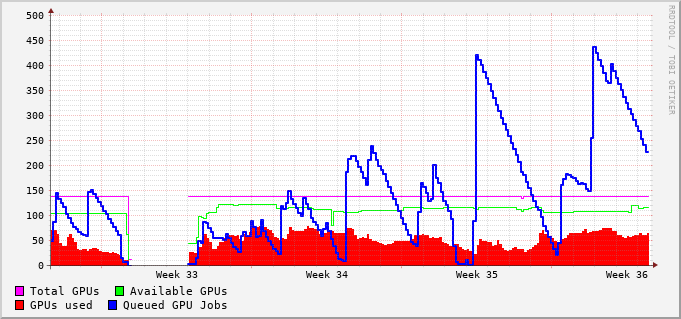 500
450
400
350
300
250
200
150
100
50
0
Week 33 Week 34 Week 35 Week 36
Total GPUs Available GPUs
GPUs used Queued GPU Jobs
RRDTOOL / TOBI OETIKER